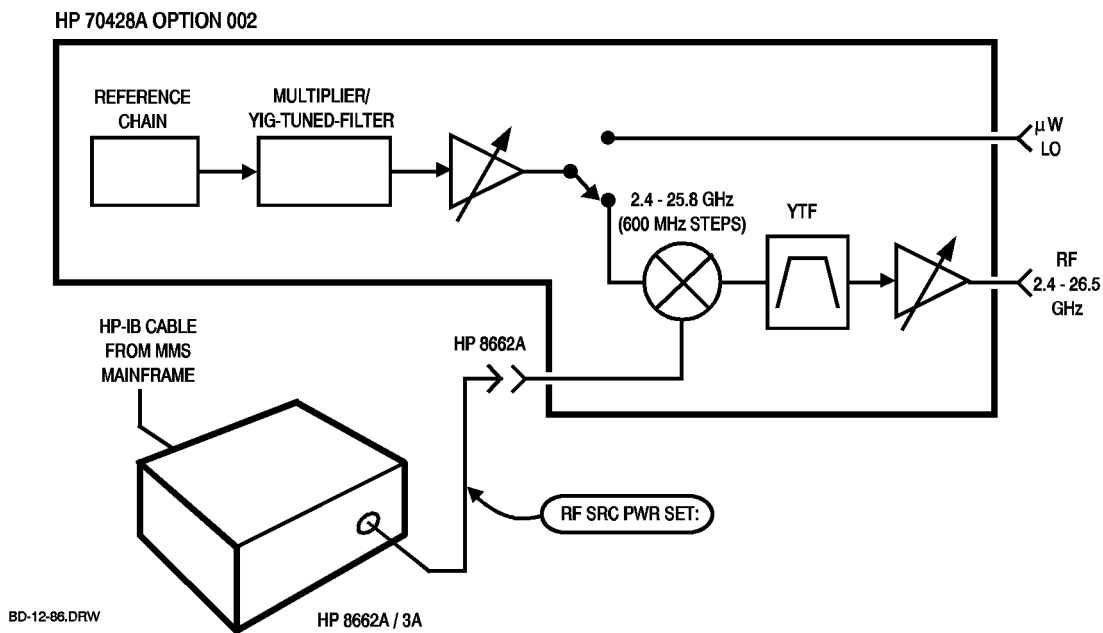 HP 70428A OPTION 002
REFERENCE
CHAIN
MULTIPLIER/
YIG-TUNED-FILTER
µW
LO
2.4 - 25.8 GHz
(600 MHz STEPS)
YTF
RF
2.4 - 26.5
GHz
HP-IB CABLE
FROM MMS
MAINFRAME
HP 8662A
RF SRC PWR SET:
BD-12-86.DRW
HP 8662A / 3A